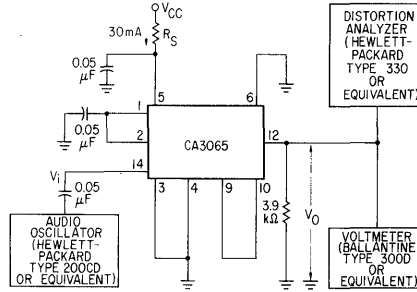 VCC
30mA
RS
0.05
μF
5
6
1
0.05
μF
2
CA3065
12
Vi
14
0.05
μF
3
4
9
10
3.9
kΩ
VO
AUDIO
OSCILLATOR
(HEWLETT-
PACKARD
TYPE 200CD
OR EQUIVALENT)
DISTORTION
ANALYZER
(HEWLETT-
PACKARD
TYPE 330
OR
EQUIVALENT)
VOLTMETER
(BALLANTINE
TYPE 300D
OR
EQUIVALENT)